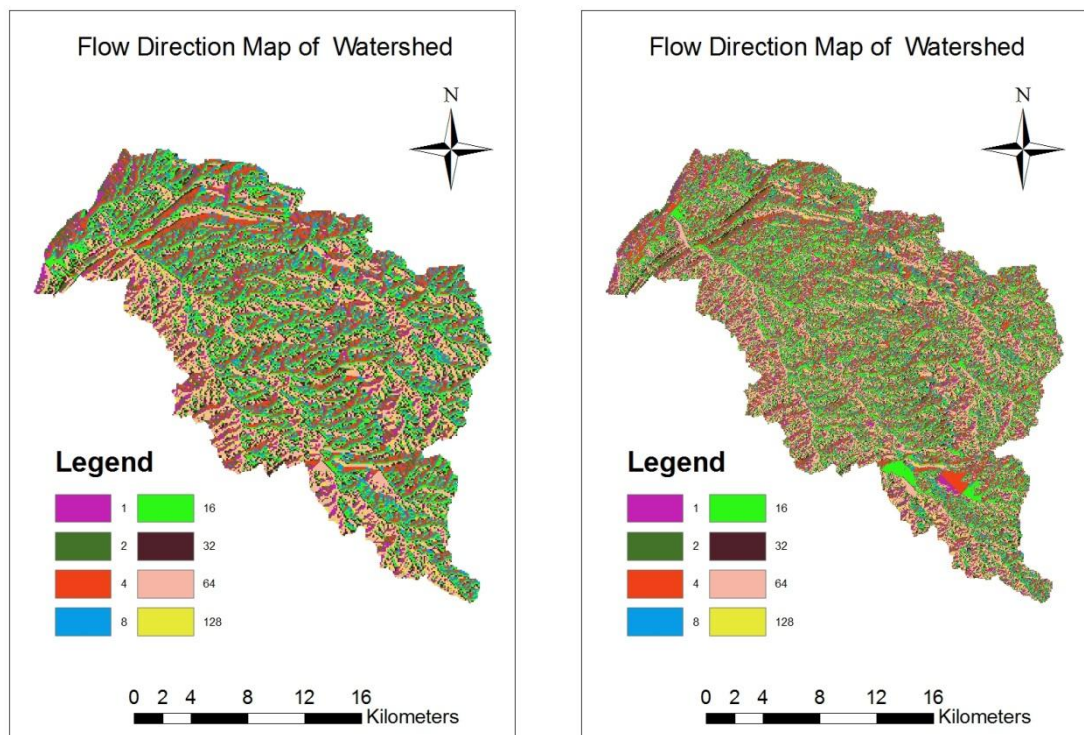 Flow Direction Map of Watershed
N
Legend
1 16
2 32
4 64
8 128
0 2 4 8 12 16
Kilometers
Flow Direction Map of Watershed
N
Legend
1 16
2 32
4 64
8 128
0 2 4 8 12 16
Kilometers